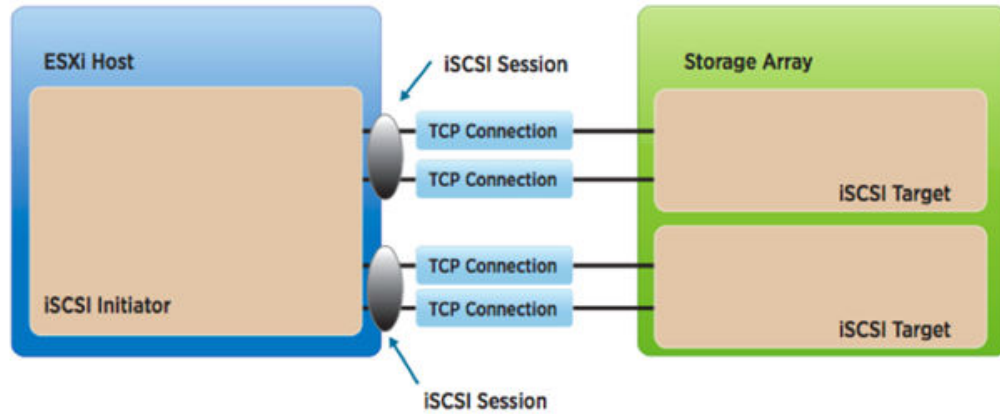 ESXi Host
iSCSI Session
Storage Array
TCP Connection
TCP Connection
iSCSI Target
TCP Connection
TCP Connection
iSCSI Initiator
iSCSI Target
iSCSI Session